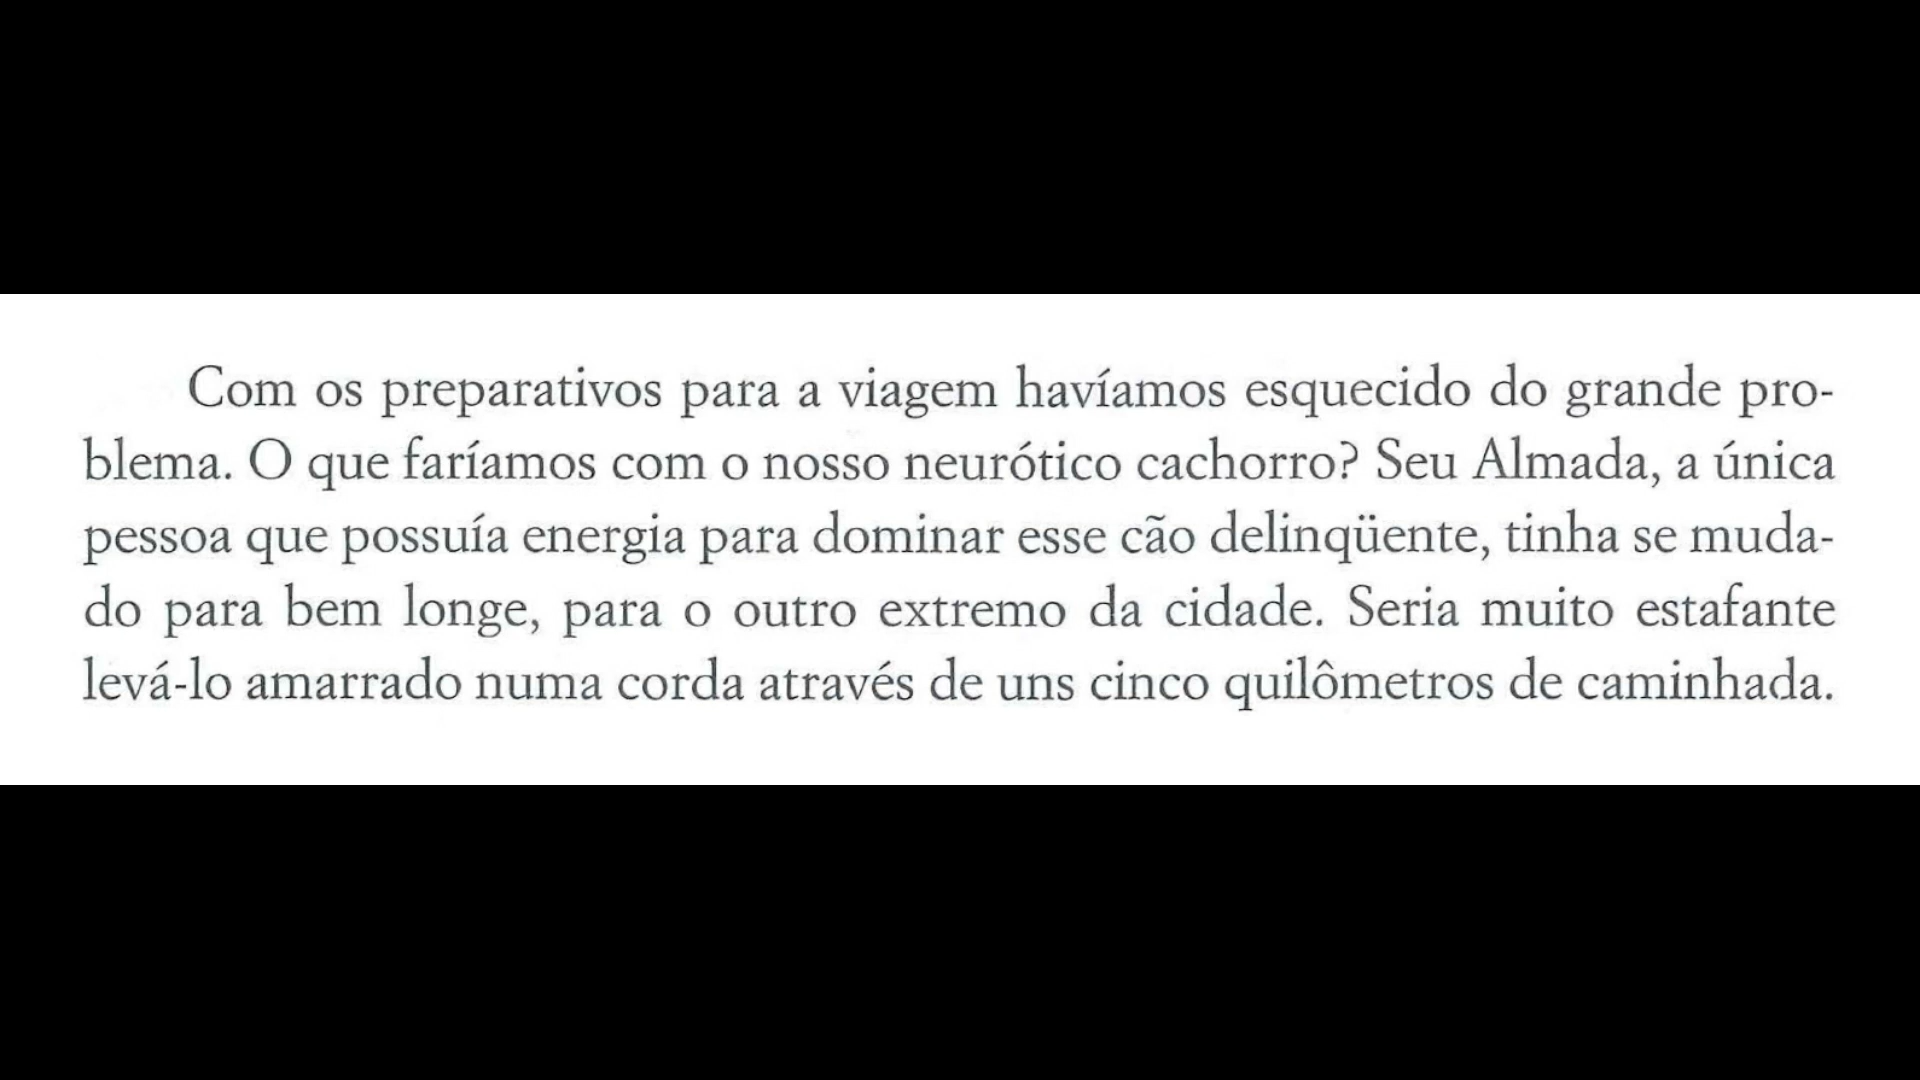 Com os preparativos para a viagem havíamos esquecido do grande pro-
blema. O que faríamos com o nosso neurótico cachorro? Seu Almada, a única
pessoa que possuía energia para dominar esse cão delinqüente, tinha se muda-
do para bem longe, para o outro extremo da cidade. Seria muito estafante
levá-lo amarrado numa corda através de uns cinco quilômetros de caminhada.